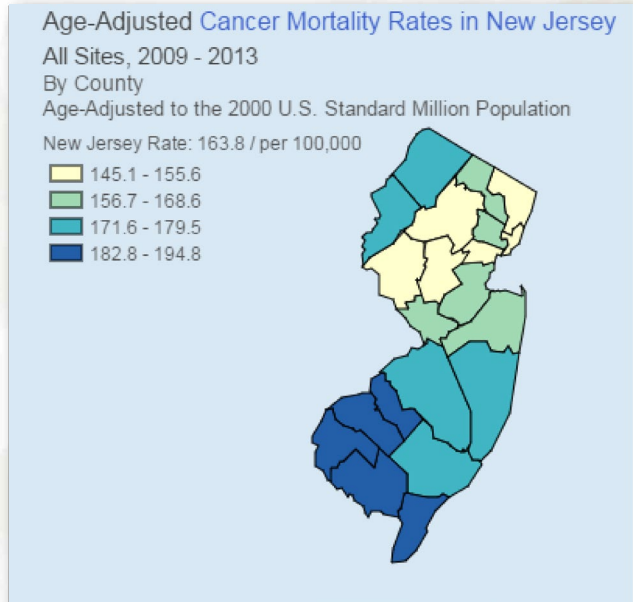 Age-Adjusted Cancer Mortality Rates in New Jersey
All Sites, 2009 - 2013
By County
Age-Adjusted to the 2000 U.S. Standard Million Population
New Jersey Rate: 163.8 / per 100,000
145.1 - 155.6
156.7 - 168.6
171.6 - 179.5
182.8 - 194.8